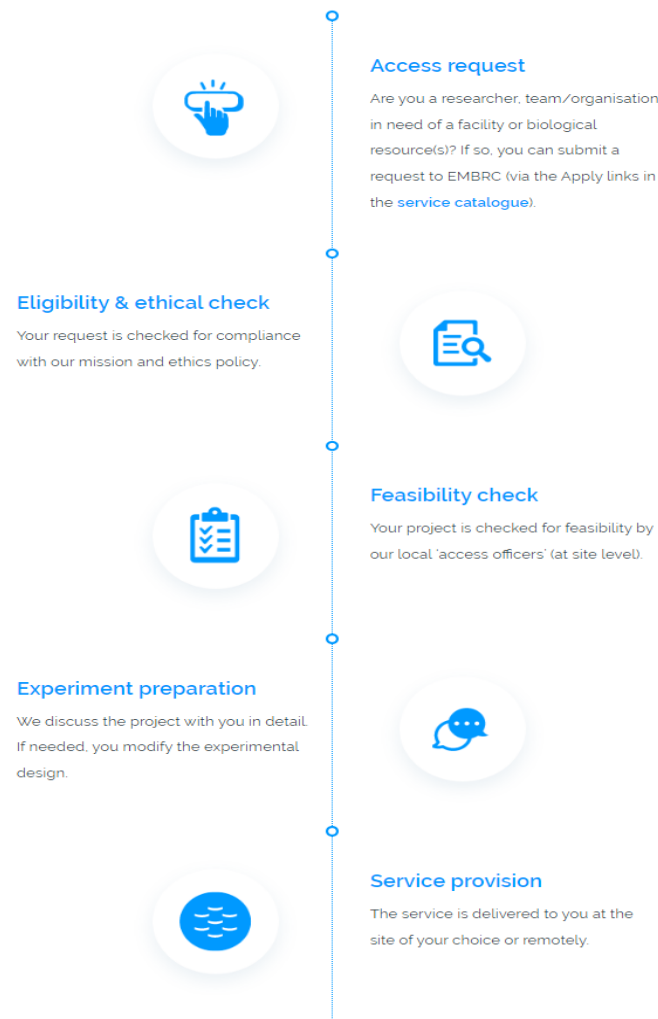 Access request
Are you a researcher, team/organisation
in need of a facility or biological
resource(s)? If so, you can submit a
request to EMBRC (via the Apply links in
the service catalogue).
Eligibility & ethical check
Your request is checked for compliance
with our mission and ethics policy.
Feasibility check
Your project is checked for feasibility by
our local 'access officers' (at site level).
Experiment preparation
We discuss the project with you in detail.
If needed, you modify the experimental
design.
Service provision
The service is delivered to you at the
site of your choice or remotely.